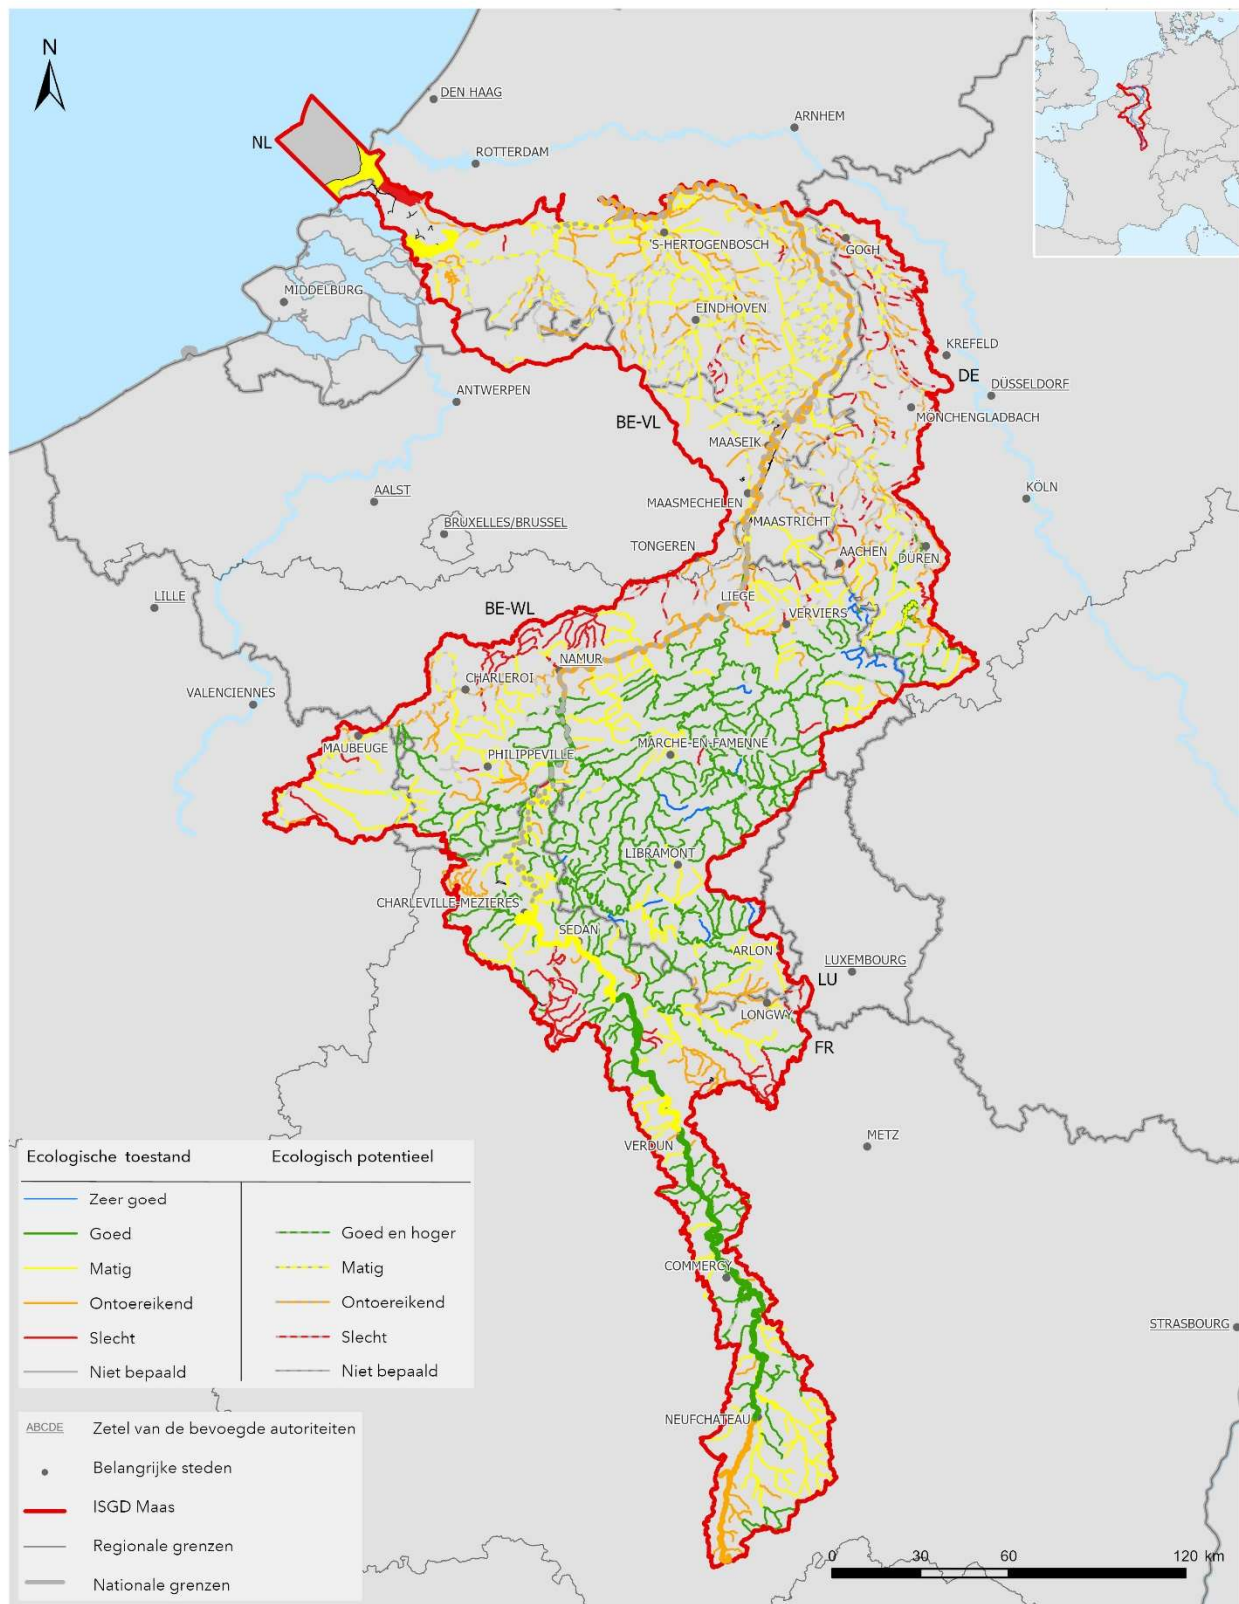 N
DEN HAAG
ARNHEM
NL
ROTTERDAM
'S-HERTOGENBOSCH
GOCH
MIDDELBURG
EINDHOVEN
KREFELD
DE
DÜSSELDORF
ANTWERPEN
MÖNCHENGLADBACH
BE-VL
MAASEIK
KÖLN
AALST
MAASMECHELEN
BRUXELLES/BRUSSEL
MAASTRICHT
TONGEREN
AACHEN
DÜREN
LILLE
LIEGE
BE-WL
VERVIERS
NAMUR
CHARLEROI
VALENCIENNES
MAUBEUGE
MARCHE-EN-FAMENNE
PHILIPPEVILLE
LIBRAMONT
CHARLEVILLE-MEZIERES
SEDAN
ARLON
LUXEMBOURG
LU
LONGWY
FR
VERDUN
METZ
COMMERCY
STRASBOURG
NEUFCHATEAU
Ecologische toestand Ecologisch potentieel
Zeer goed
Goed Goed en hoger
Matig Matig
Ontoereikend Ontoereikend
Slecht Slecht
Niet bepaald Niet bepaald
ABCDE Zetel van de bevoegde autoriteiten
Belangrijke steden
ISGD Maas
Regionale grenzen
Nationale grenzen
0 30 60 120 km